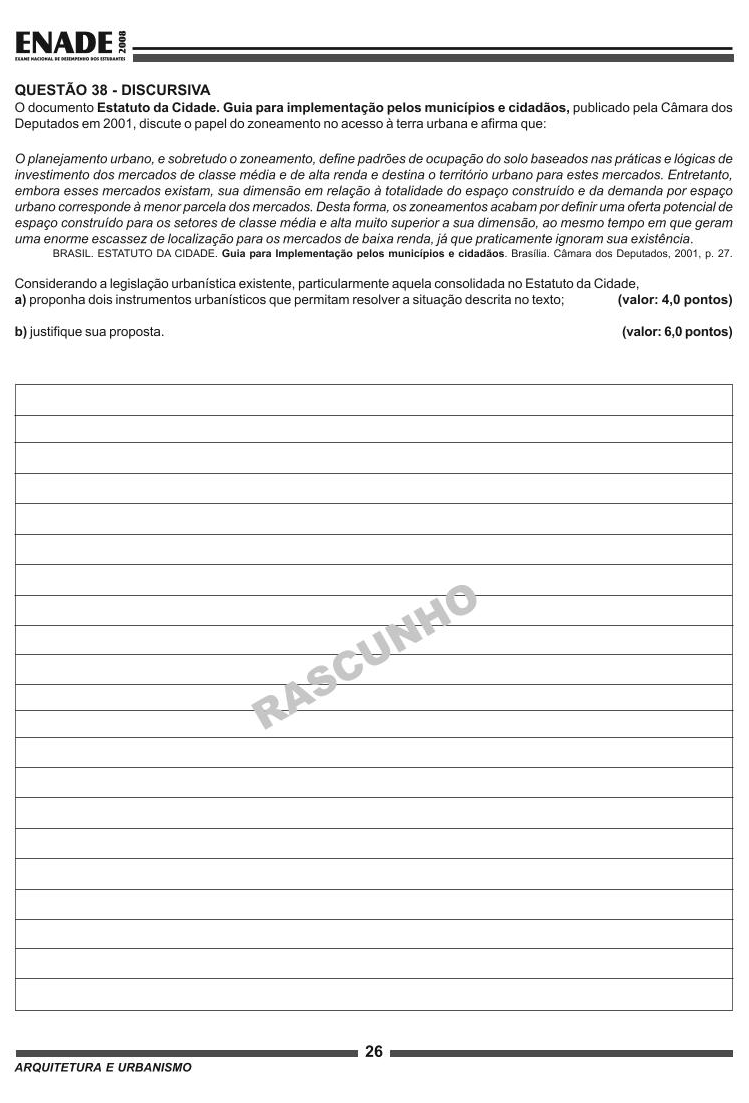 ENADE 2008
EXAME NACIONAL DE DESEMPENHO DOS ESTUDANTES
QUESTÃO 38 - DISCURSIVA
O documento Estatuto da Cidade. Guia para implementação pelos municípios e cidadãos, publicado pela Câmara dos
Deputados em 2001, discute o papel do zoneamento no acesso à terra urbana e afirma que:
O planejamento urbano, e sobretudo o zoneamento, define padrões de ocupação do solo baseados nas práticas e lógicas de
investimento dos mercados de classe média e de alta renda e destina o território urbano para estes mercados. Entretanto,
embora esses mercados existam, sua dimensão em relação à totalidade do espaço construído e da demanda por espaço
urbano corresponde à menor parcela dos mercados. Desta forma, os zoneamentos acabam por definir uma oferta potencial de
espaço construído para os setores de classe média e alta muito superior a sua dimensão, ao mesmo tempo em que geram
uma enorme escassez de localização para os mercados de baixa renda, já que praticamente ignoram sua existência.
BRASIL. ESTATUTO DA CIDADE. Guia para Implementação pelos municípios e cidadãos. Brasília. Câmara dos Deputados, 2001, p. 27.
Considerando a legislação urbanística existente, particularmente aquela consolidada no Estatuto da Cidade,
a) proponha dois instrumentos urbanísticos que permitam resolver a situação descrita no texto; (valor: 4,0 pontos)
b) justifique sua proposta. (valor: 6,0 pontos)
RASCUNHO
26
ARQUITETURA E URBANISMO